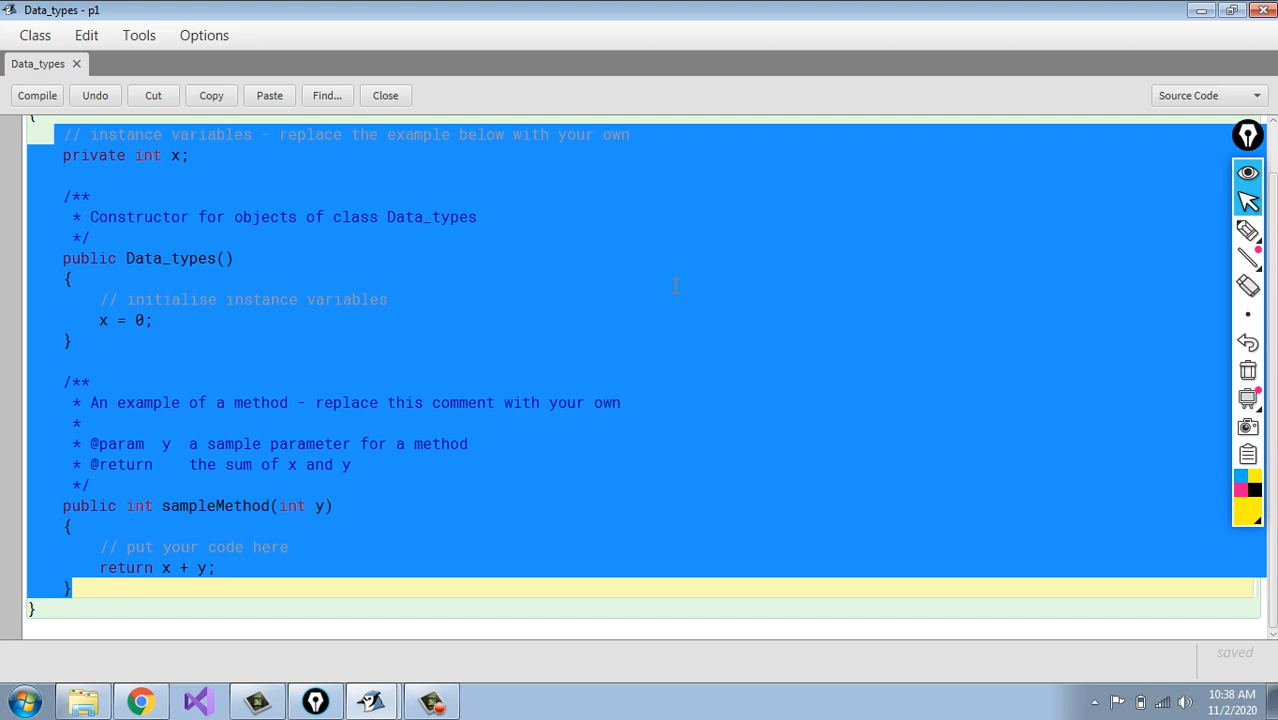 Data_types - p1
Class Edit Tools Options
Data_types
Compile Undo Cut Copy Paste Find... Close Source Code
{
// instance variables - replace the example below with your own
private int x;
/**
* Constructor for objects of class Data_types
*/
public Data_types()
{
// initialise instance variables
x = 0;
}
/**
* An example of a method - replace this comment with your own
*
* @param y a sample parameter for a method
* @return the sum of x and y
*/
public int sampleMethod(int y)
{
// put your code here
return x + y;
}
}
saved
10:38 AM
11/2/2020